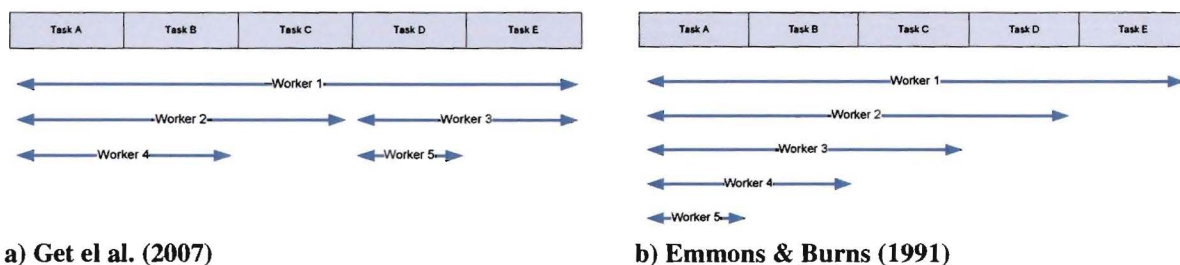 Task A Task B Task C Task D Task E
Worker 1
Worker 2 Worker 3
Worker 4 Worker 5
a) Get el al. (2007)
Task A Task B Task C Task D Task E
Worker 1
Worker 2
Worker 3
Worker 4
Worker 5
b) Emmons & Burns (1991)